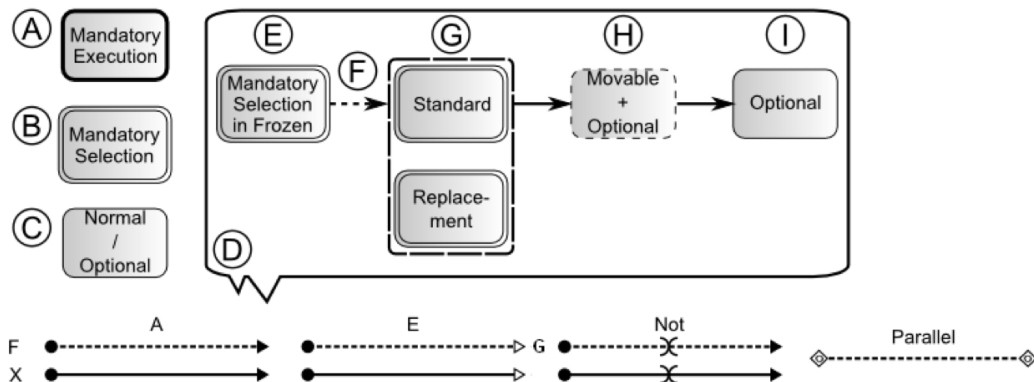 A
Mandatory
Execution
B
Mandatory
Selection
C
Normal
/
Optional
D
E
Mandatory
Selection
in Frozen
F
G
Standard
Replace-
ment
H
Movable
+
Optional
I
Optional
F
A
E
G
Not
Parallel
X